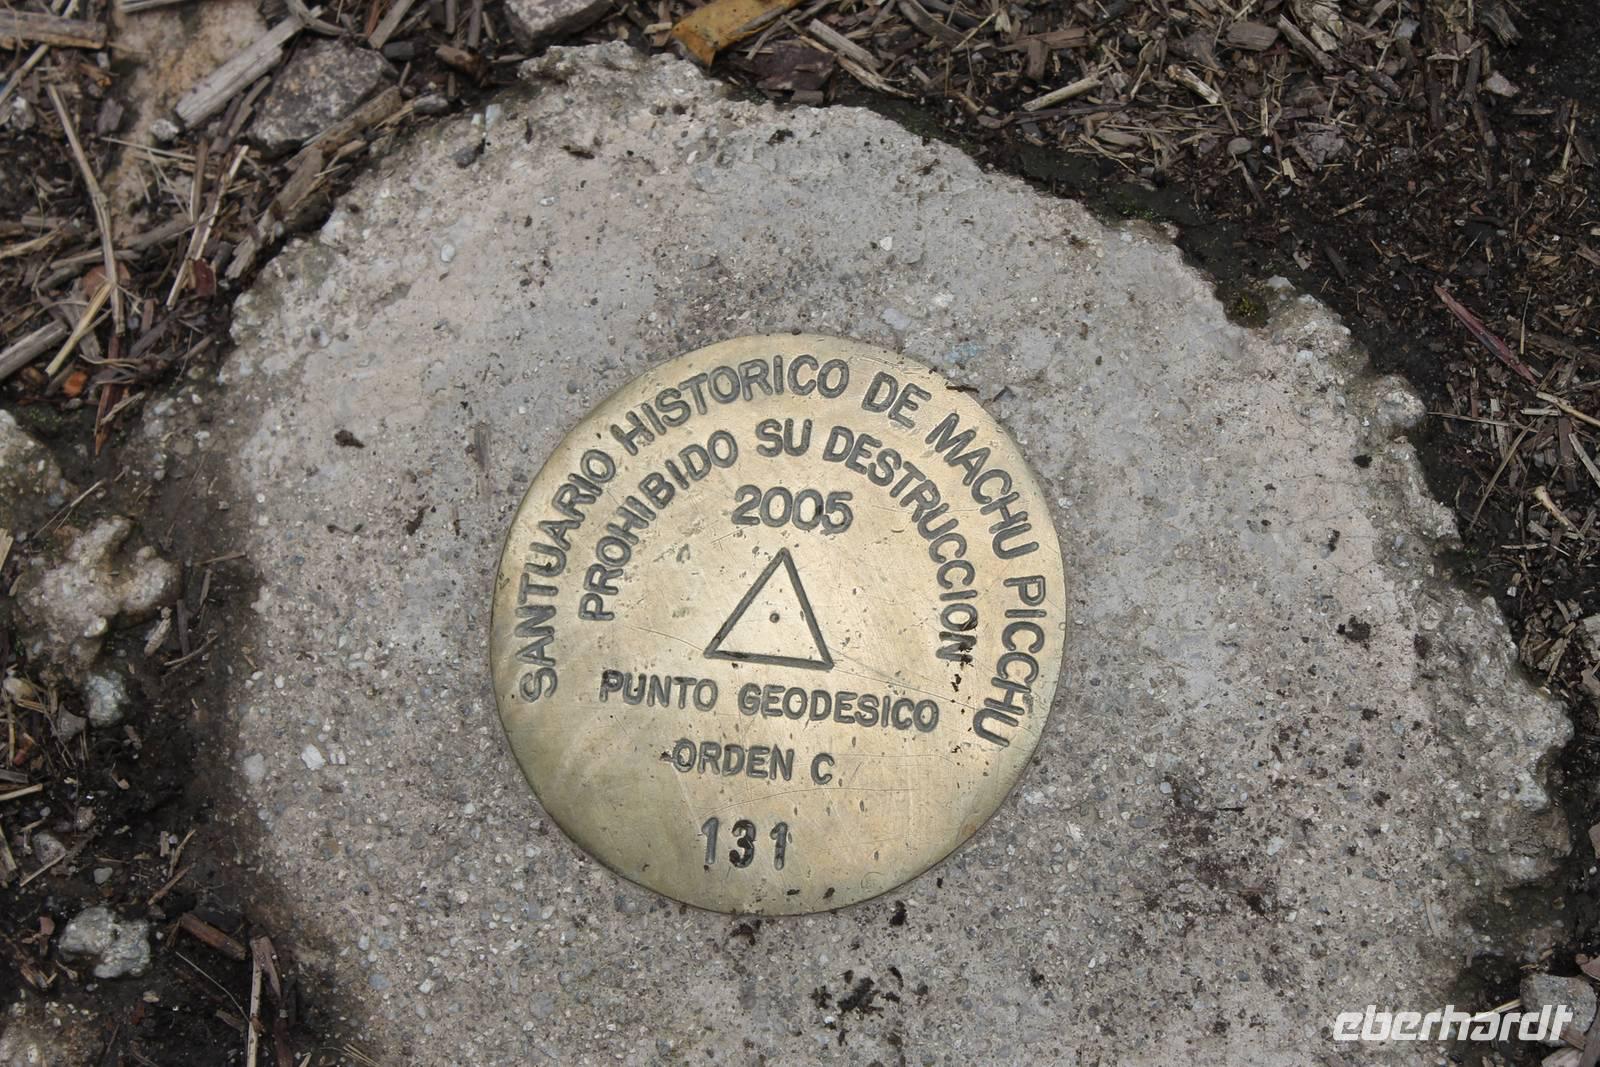 SANTUARIO HISTORICO DE MACHU PICCHU
PROHIBIDO SU DESTRUCCION
2005
PUNTO GEODESICO
ORDEN C
131
eberhardt